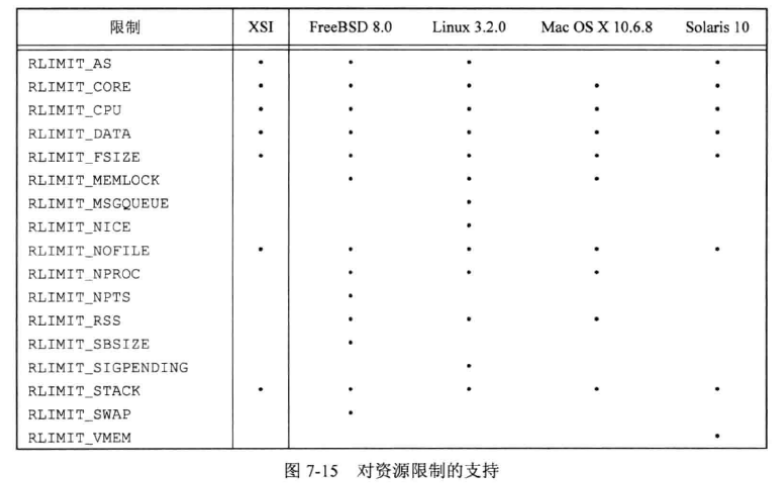 限制 XSI FreeBSD 8.0 Linux 3.2.0 Mac OS X 10.6.8 Solaris 10
RLIMIT_AS • • • •
RLIMIT_CORE • • • • •
RLIMIT_CPU • • • • •
RLIMIT_DATA • • • • •
RLIMIT_FSIZE • • • • •
RLIMIT_MEMLOCK • • •
RLIMIT_MSGQUEUE •
RLIMIT_NICE •
RLIMIT_NOFILE • • • • •
RLIMIT_NPROC • • •
RLIMIT_NPTS •
RLIMIT_RSS • • •
RLIMIT_SBSIZE •
RLIMIT_SIGPENDING •
RLIMIT_STACK • • • • •
RLIMIT_SWAP •
RLIMIT_VMEM •
图 7-15 对资源限制的支持